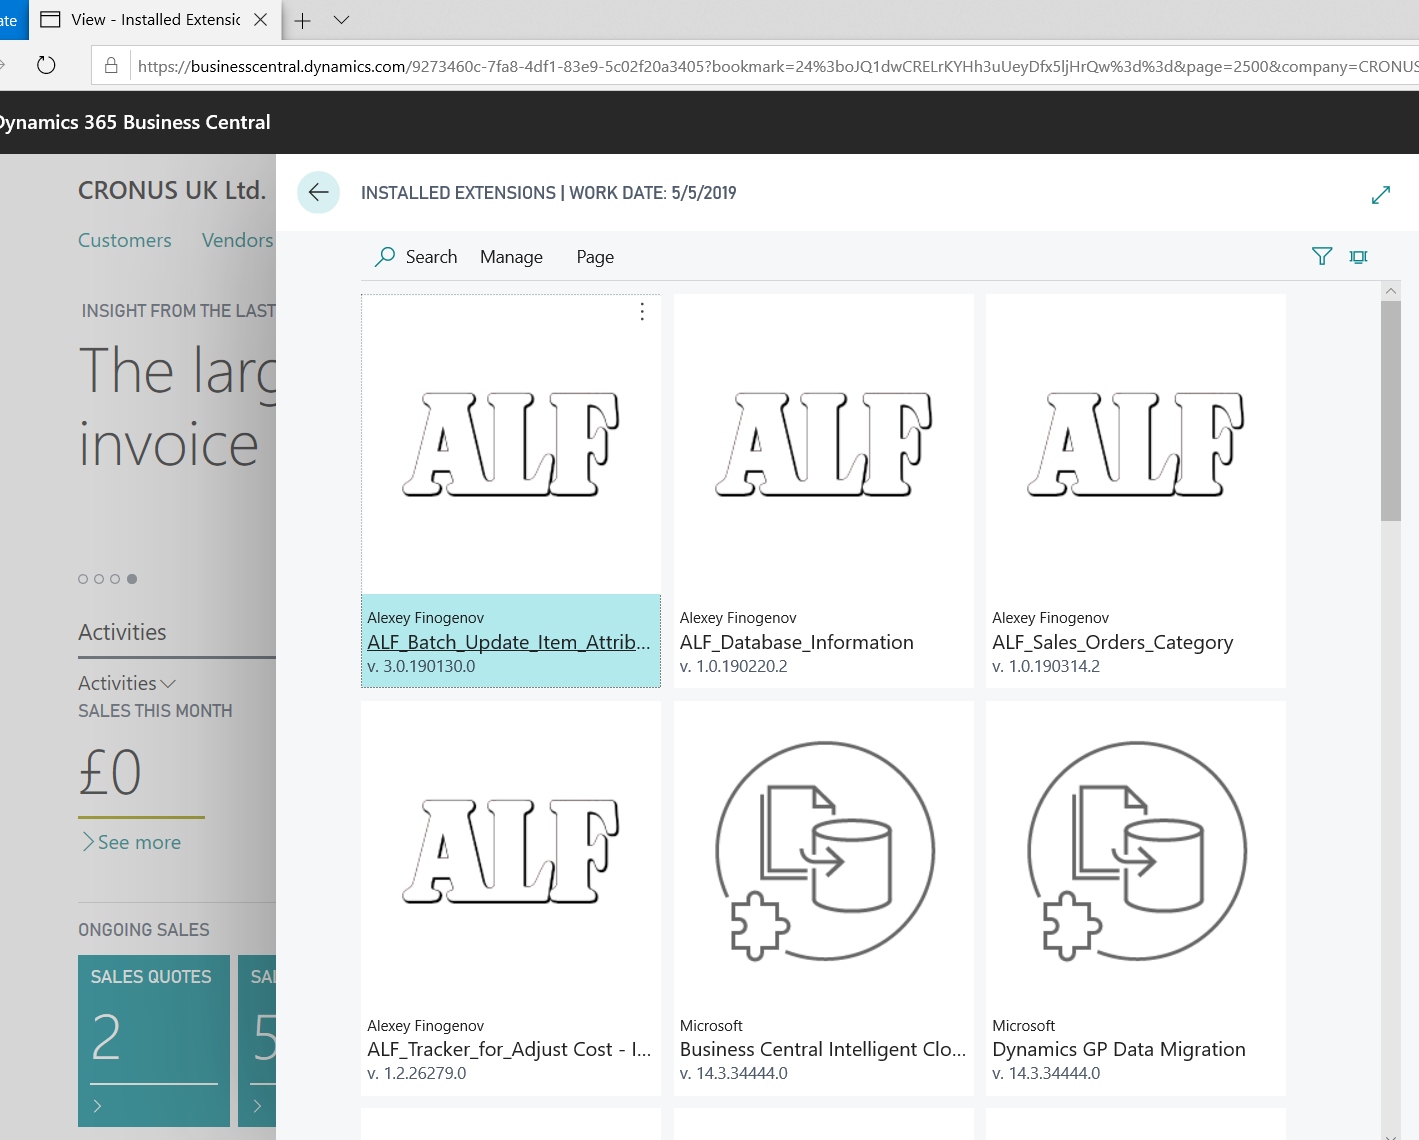 ate
View - Installed Extensic
https://businesscentral.dynamics.com/9273460c-7fa8-4df1-83e9-5c02f20a3405?bookmark=24%3boJQ1dwCRELrKYHh3uUeyDfx5ljHrQw%3d%3d&page=2500&company=CRONUS
Dynamics 365 Business Central
CRONUS UK Ltd.
Customers Vendors
INSIGHT FROM THE LAST
The larg
invoice
Activities
Activities
SALES THIS MONTH
£0
See more
ONGOING SALES
SALES QUOTES
2
SAL
5
INSTALLED EXTENSIONS | WORK DATE: 5/5/2019
Search Manage Page
ALF
Alexey Finogenov
ALF_Batch_Update_Item_Attrib...
v. 3.0.190130.0
ALF
Alexey Finogenov
ALF_Database_Information
v. 1.0.190220.2
ALF
Alexey Finogenov
ALF_Sales_Orders_Category
v. 1.0.190314.2
ALF
Alexey Finogenov
ALF_Tracker_for_Adjust Cost - I...
v. 1.2.26279.0
Microsoft
Business Central Intelligent Clo...
v. 14.3.34444.0
Microsoft
Dynamics GP Data Migration
v. 14.3.34444.0